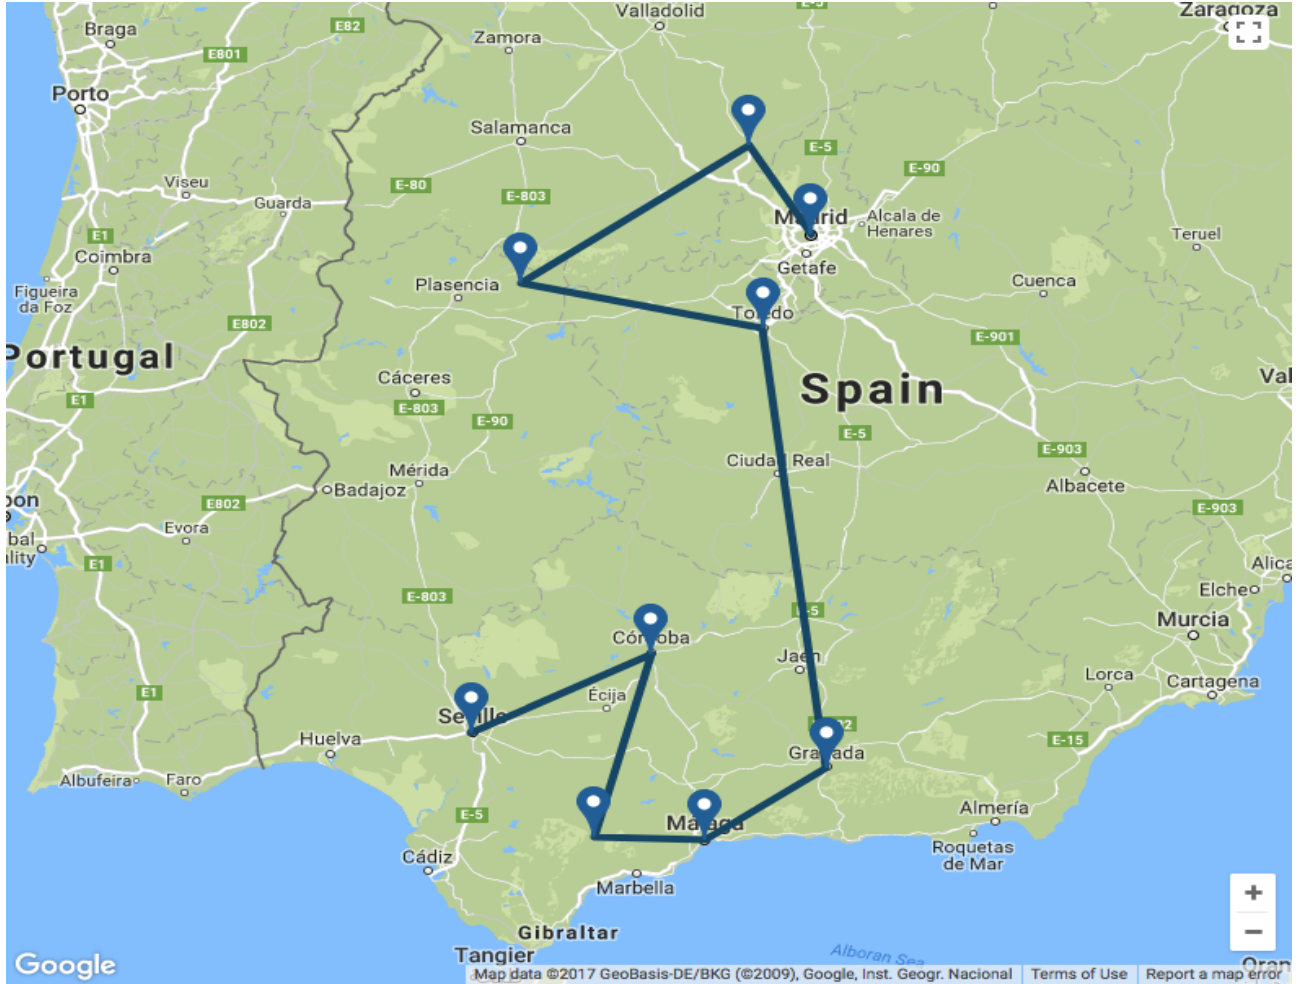 Valladolid
E-5
Zaragoza
Braga
E82
Zamora
E801
Porto
Salamanca
E-5
E-90
Viseu
E-80
E-803
Guarda
Madrid
Alcala de
Henares
E1
Teruel
Coimbra
Getafe
Plasencia
Cuenca
Figueira
da Foz
Toledo
E802
E-901
Portugal
Cáceres
Spain
Val
E1
E-803
E-90
E-5
E-903
Ciudad Real
Mérida
Albacete
Badajoz
E802
E-903
Evora
E1
Alica
E-803
Elche
E-5
Murcia
Córdoba
Jaén
Lorca
Cartagena
E1
Écija
Seville
Huelva
E-15
Granada
Albufeira
Faro
Almería
E-5
Málaga
Roquetas
de Mar
Cádiz
Marbella
+
−
Gibraltar
Tangier
Alboran Sea
Google
Map data ©2017 GeoBasis-DE/BKG (©2009), Google, Inst. Geogr. Nacional
Terms of Use
Report a map error